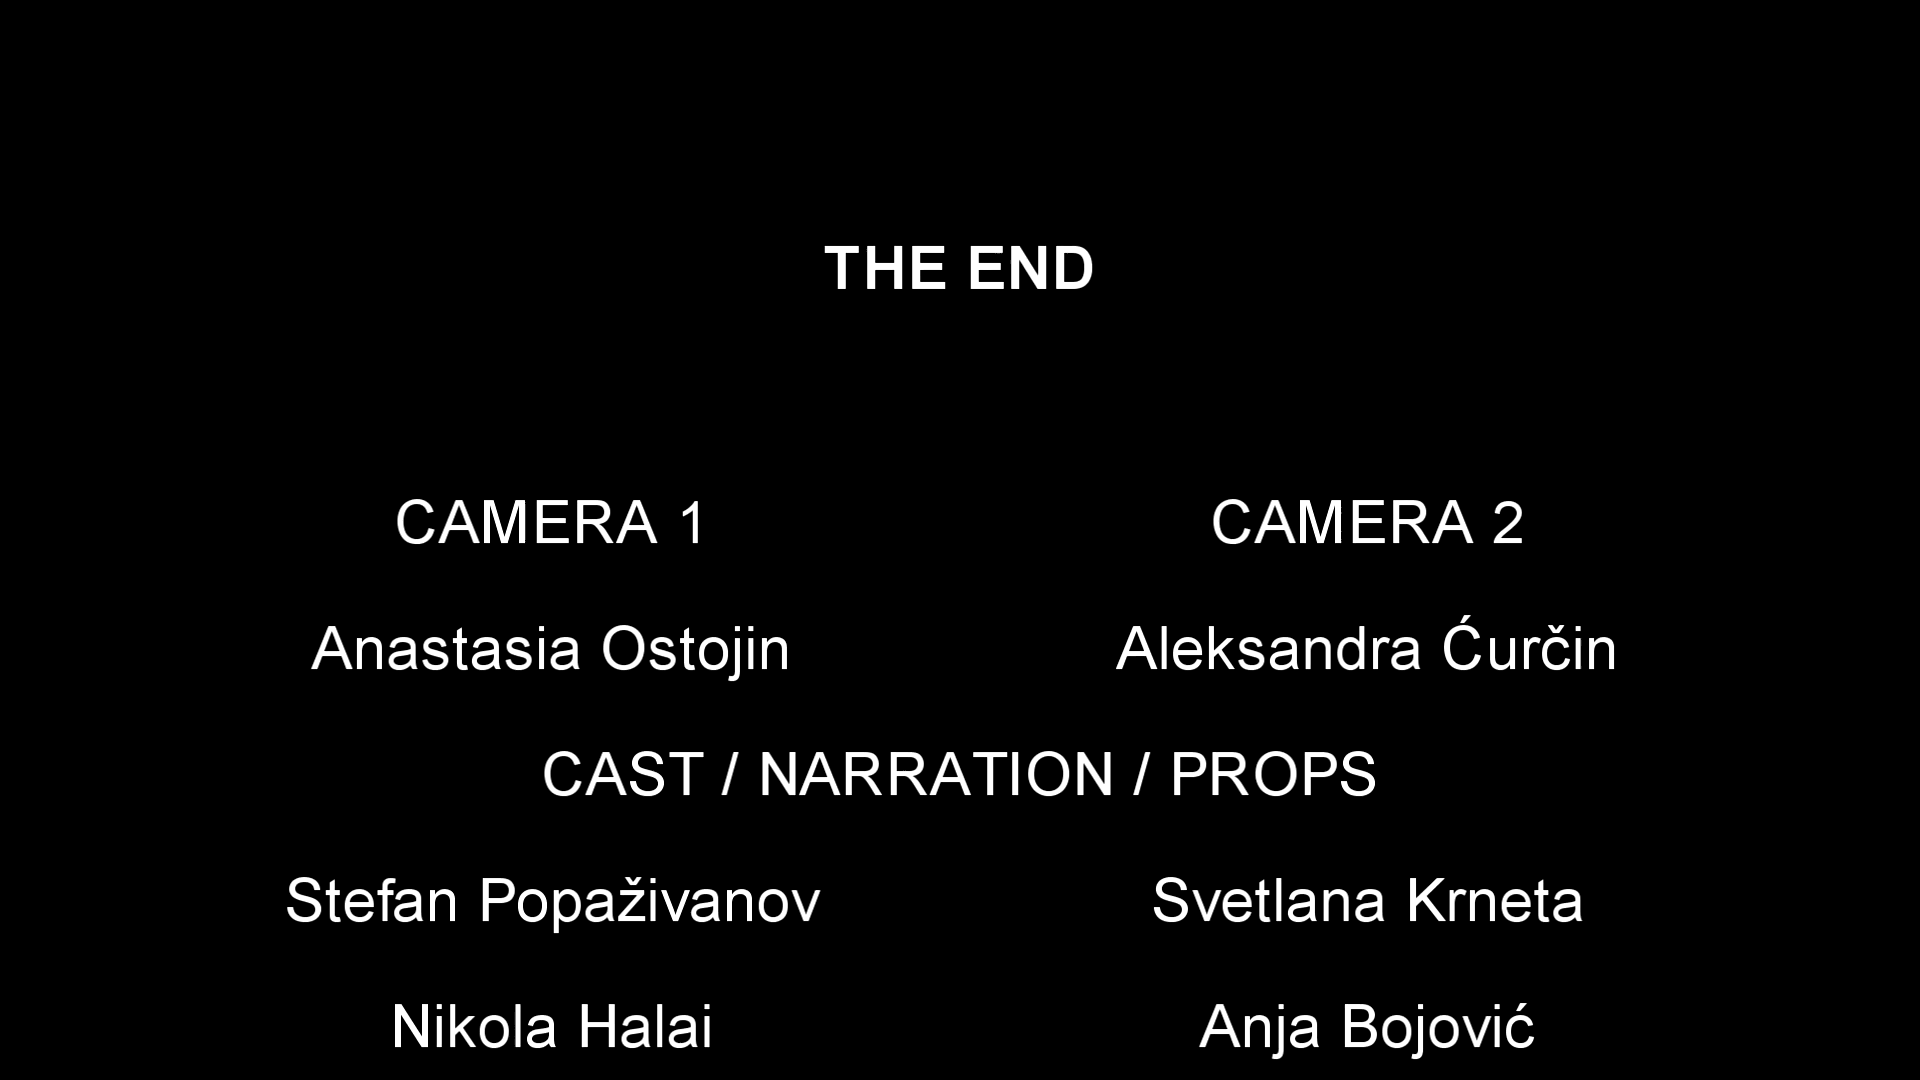 THE END
CAMERA 1 CAMERA 2
Anastasia Ostojin Aleksandra Ćurčin
CAST / NARRATION / PROPS
Stefan Popaživanov Svetlana Krneta
Nikola Halai Anja Bojović